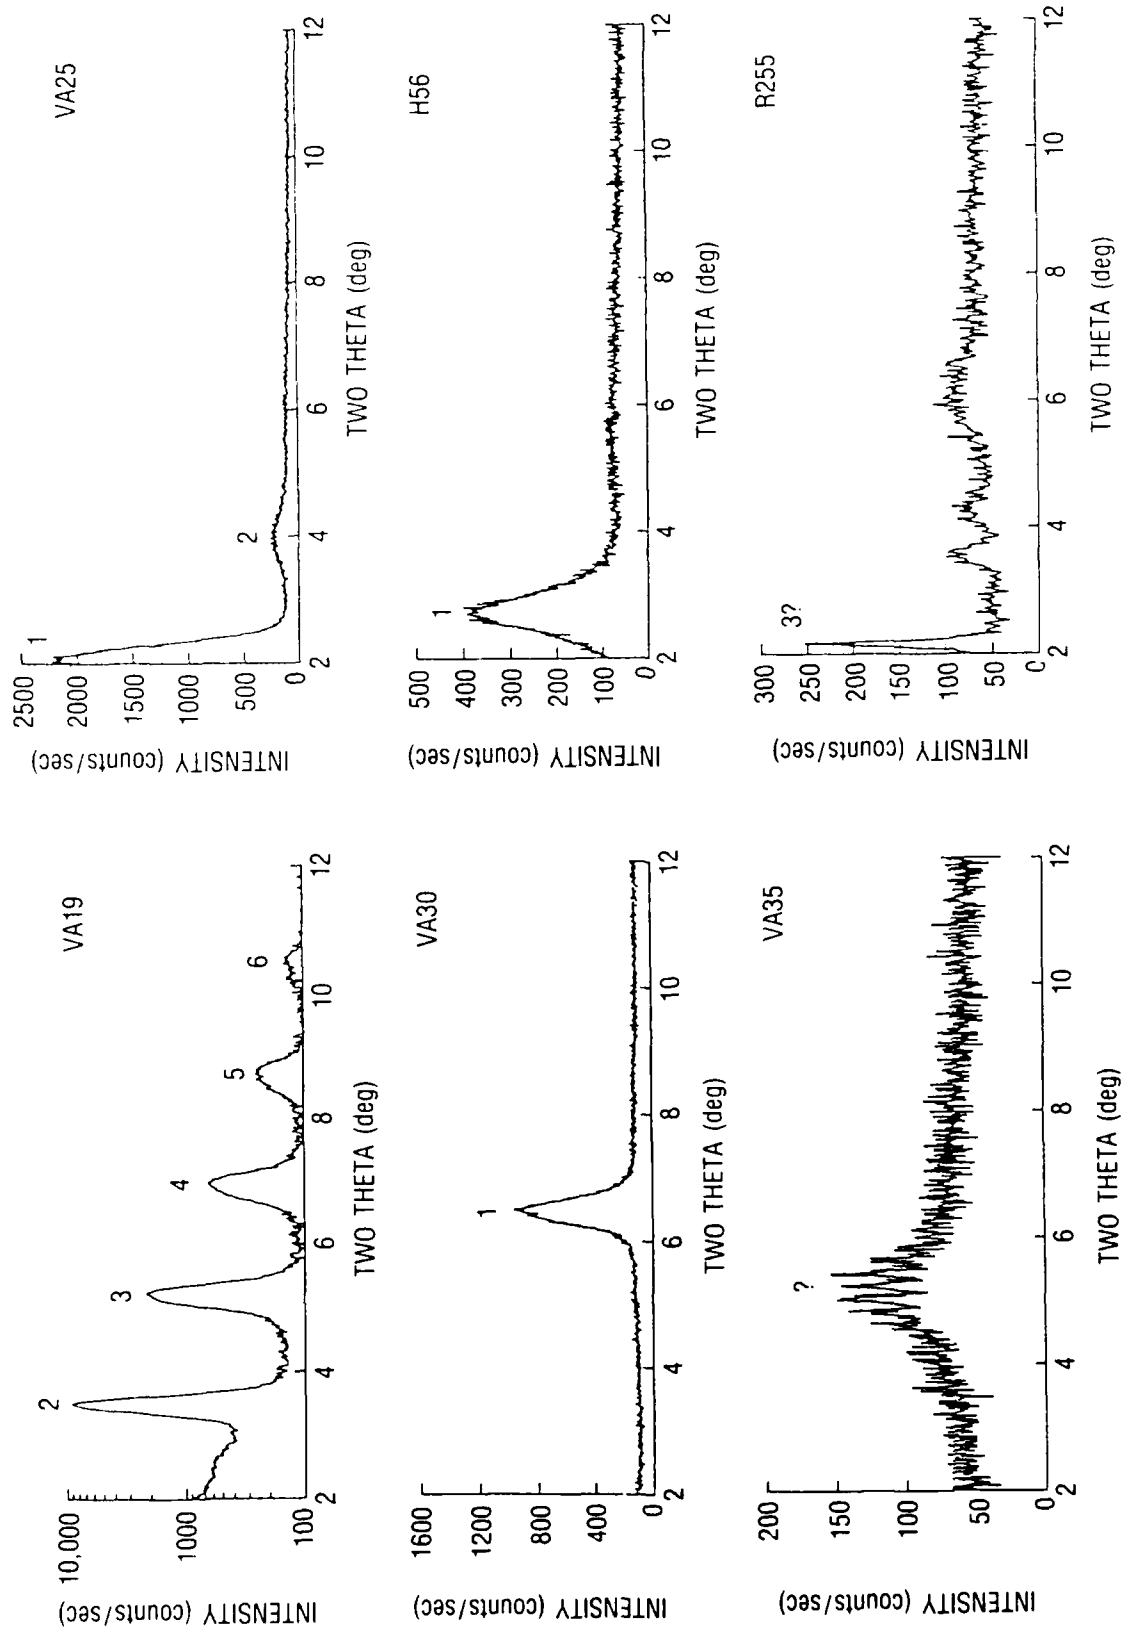 VA19
INTENSITY (counts/sec)
10,000
1000
100
2
3
4
5
6
2 4 6 8 10 12
TWO THETA (deg)
VA25
INTENSITY (counts/sec)
2500
2000
1500
1000
500
0
1
2
2 4 6 8 10 12
TWO THETA (deg)
VA30
INTENSITY (counts/sec)
1600
1200
800
400
0
1
2 4 6 8 10 12
TWO THETA (deg)
H56
INTENSITY (counts/sec)
500
400
300
200
100
0
1
2 4 6 8 10 12
TWO THETA (deg)
VA35
INTENSITY (counts/sec)
200
150
100
50
0
?
2 4 6 8 10 12
TWO THETA (deg)
R255
INTENSITY (counts/sec)
300
250
200
150
100
50
0
3?
2 4 6 8 10 12
TWO THETA (deg)